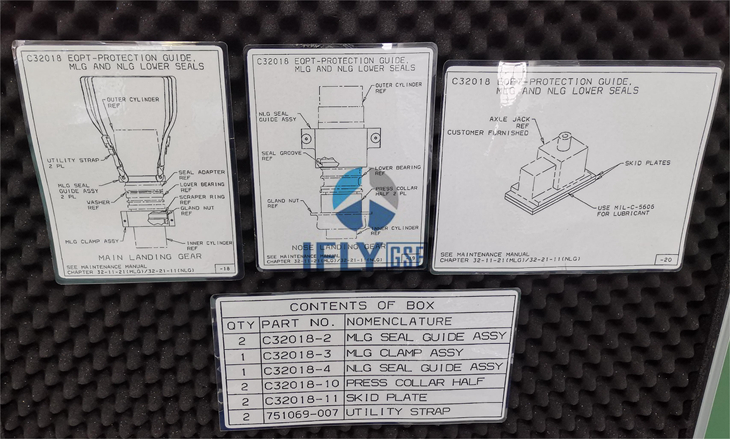 C32018 EQPT-PROTECTION GUIDE,
MLG AND NLG LOWER SEALS
OUTER CYLINDER
REF
UTILITY STRAP
2 PL
MLG SEAL
GUIDE ASSY
2 PL
WASHER
REF
MLG CLAMP ASSY
SEAL ADAPTER
REF
LOWER BEARING
REF
SCRAPER RING
REF
GLAND NUT
REF
INNER CYLINDER
REF
MAIN LANDING GEAR
SEE MAINTENANCE MANUAL
CHAPTER 32-11-21(MLG)/32-21-11(NLG)
-18
C32018 EQPT-PROTECTION GUIDE,
MLG AND NLG LOWER SEALS
OUTER CYLINDER
REF
NLG SEAL
GUIDE ASSY
SEAL GROOVE
REF
LOWER BEARING
REF
PRESS COLLAR
HALF 2 PL
GLAND NUT
REF
INNER CYLINDER
REF
NOSE LANDING GEAR
SEE MAINTENANCE MANUAL
CHAPTER 32-11-21(MLG)/32-21-11(NLG)
C32018 EQPT-PROTECTION GUIDE,
MLG AND NLG LOWER SEALS
AXLE JACK
REF
CUSTOMER FURNISHED
SKID PLATES
USE MIL-C-5606
FOR LUBRICANT
SEE MAINTENANCE MANUAL
CHAPTER 32-11-21(MLG)/32-21-11(NLG)
-20
GSE
CONTENTS OF BOX
QTY PART NO. NOMENCLATURE
2 C32018-2 MLG SEAL GUIDE ASSY
1 C32018-3 MLG CLAMP ASSY
1 C32018-4 NLG SEAL GUIDE ASSY
2 C32018-10 PRESS COLLAR HALF
2 C32018-11 SKID PLATE
2 751069-007 UTILITY STRAP